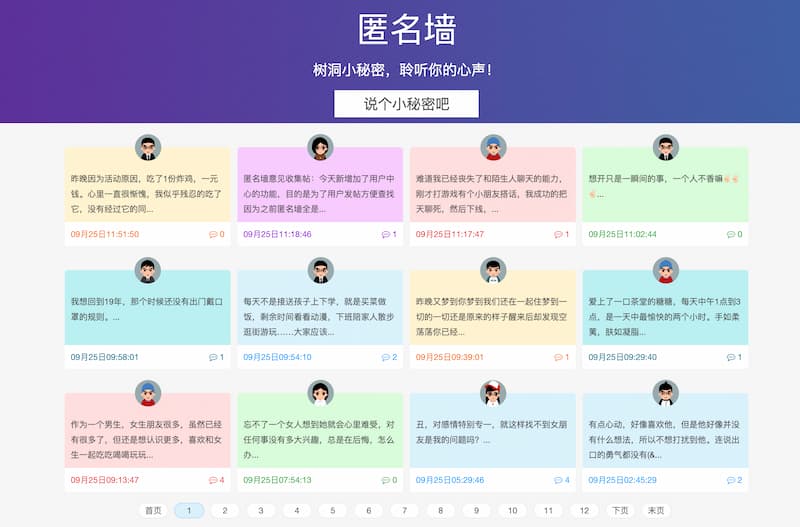 匿名墙
树洞小秘密，聆听你的心声！
说个小秘密吧
昨晚因为活动原因，吃了1份炸鸡，一元
钱。心里一直很惭愧，我似乎残忍的吃了
它，没有经过它的同...
09月25日11:51:50
0
匿名墙意见收集帖：今天新增加了用户中
心的功能，目的是为了用户发帖方便查找
因为之前匿名墙全是...
09月25日11:18:46
1
难道我已经丧失了和陌生人聊天的能力，
刚才打游戏有个小朋友搭话，我成功的把
天聊死，然后下线，...
09月25日11:17:47
1
想开只是一瞬间的事，一个人不香嘛👌🏻👌🏻
👌🏻...
09月25日11:02:44
0
我想回到19年，那个时候还没有出门戴口
罩的规则。...
09月25日09:58:01
1
每天不是接送孩子上下学，就是买菜做
饭，剩余时间看看动漫，下班陪家人散步
逛街游玩……大家应该...
09月25日09:54:10
2
昨晚又梦到你梦到我们还在一起住梦到一
切的一切还是原来的样子醒来后却发现空
荡荡你已经...
09月25日09:39:01
1
爱上了一口茶堂的糖糖，每天中午1点到3
点，是一天中最愉快的两个小时。手如柔
荑，肤如凝脂...
09月25日09:29:40
1
作为一个男生，女生朋友很多，虽然已经
有很多了，但还是想认识更多，喜欢和女
生一起吃吃喝喝玩玩...
09月25日09:13:47
4
忘不了一个女人想到她就会心里难受，对
任何事没有多大兴趣，总是在后悔，怎么
办...
09月25日07:54:13
0
丑，对感情特别专一，就这样找不到女朋
友是我的问题吗？...
09月25日05:29:46
4
有点心动，好像喜欢他，但是他好像并没
有什么想法，所以不想打扰到他。连说出
口的勇气都没有(&...
09月25日02:45:29
2
首页 1 2 3 4 5 6 7 8 9 10 11 12 下页 末页